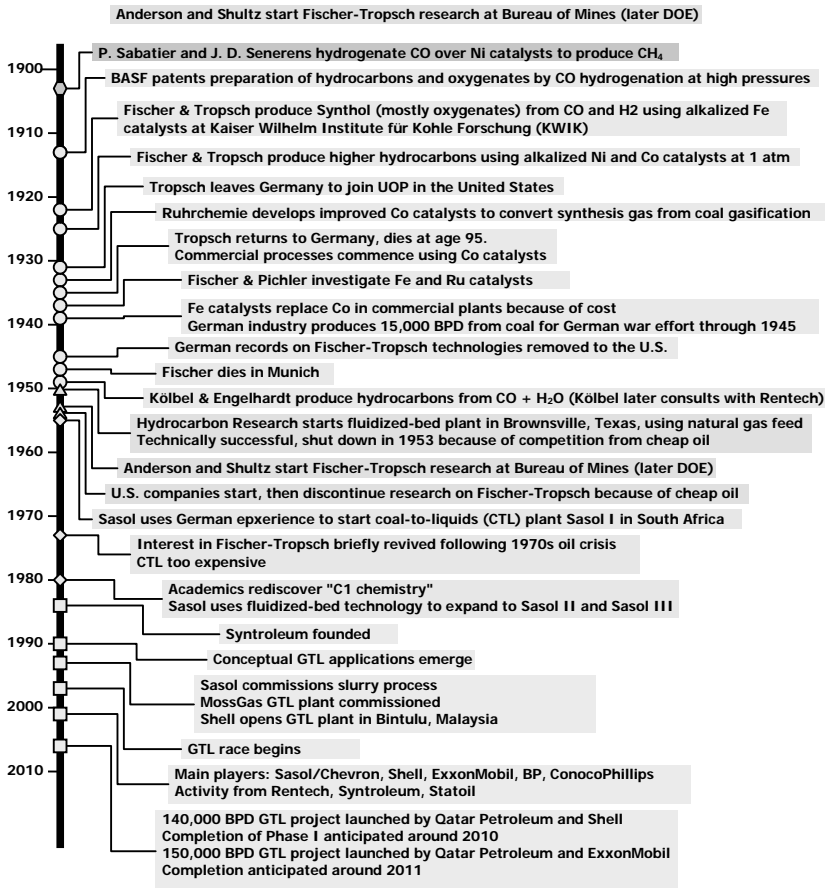 Anderson and Shultz start Fischer-Tropsch research at Bureau of Mines (later DOE)
P. Sabatier and J. D. Senerens hydrogenate CO over Ni catalysts to produce CH₄
1900
BASF patents preparation of hydrocarbons and oxygenates by CO hydrogenation at high pressures
Fischer & Tropsch produce Synthol (mostly oxygenates) from CO and H2 using alkalized Fe
catalysts at Kaiser Wilhelm Institute für Kohle Forschung (KWIK)
1910
Fischer & Tropsch produce higher hydrocarbons using alkalized Ni and Co catalysts at 1 atm
Tropsch leaves Germany to join UOP in the United States
1920
Ruhrchemie develops improved Co catalysts to convert synthesis gas from coal gasification
Tropsch returns to Germany, dies at age 95.
Commercial processes commence using Co catalysts
1930
Fischer & Pichler investigate Fe and Ru catalysts
Fe catalysts replace Co in commercial plants because of cost
German industry produces 15,000 BPD from coal for German war effort through 1945
1940
German records on Fischer-Tropsch technologies removed to the U.S.
Fischer dies in Munich
1950
Kölbel & Engelhardt produce hydrocarbons from CO + H₂O (Kölbel later consults with Rentech)
Hydrocarbon Research starts fluidized-bed plant in Brownsville, Texas, using natural gas feed
Technically successful, shut down in 1953 because of competition from cheap oil
1960
Anderson and Shultz start Fischer-Tropsch research at Bureau of Mines (later DOE)
U.S. companies start, then discontinue research on Fischer-Tropsch because of cheap oil
1970
Sasol uses German epxerience to start coal-to-liquids (CTL) plant Sasol I in South Africa
Interest in Fischer-Tropsch briefly revived following 1970s oil crisis
CTL too expensive
1980
Academics rediscover "C1 chemistry"
Sasol uses fluidized-bed technology to expand to Sasol II and Sasol III
Syntroleum founded
1990
Conceptual GTL applications emerge
Sasol commissions slurry process
MossGas GTL plant commissioned
Shell opens GTL plant in Bintulu, Malaysia
2000
GTL race begins
2010
Main players: Sasol/Chevron, Shell, ExxonMobil, BP, ConocoPhillips
Activity from Rentech, Syntroleum, Statoil
140,000 BPD GTL project launched by Qatar Petroleum and Shell
Completion of Phase I anticipated around 2010
150,000 BPD GTL project launched by Qatar Petroleum and ExxonMobil
Completion anticipated around 2011